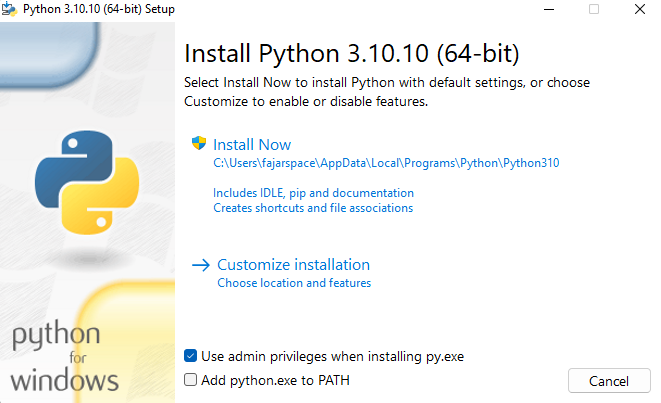 Python 3.10.10 (64-bit) Setup
Install Python 3.10.10 (64-bit)
Select Install Now to install Python with default settings, or choose
Customize to enable or disable features.
Install Now
C:\Users\fajarspace\AppData\Local\Programs\Python\Python310
Includes IDLE, pip and documentation
Creates shortcuts and file associations
Customize installation
Choose location and features
python
for
windows
Use admin privileges when installing py.exe
Add python.exe to PATH
Cancel